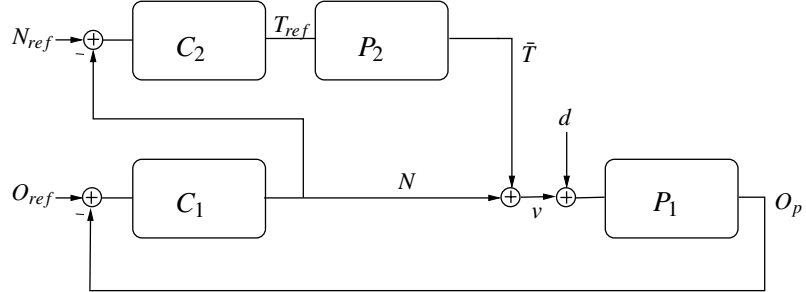 N_ref + − C_2 T_ref P_2 T̄
d
O_ref + − C_1 N + v + P_1 O_p